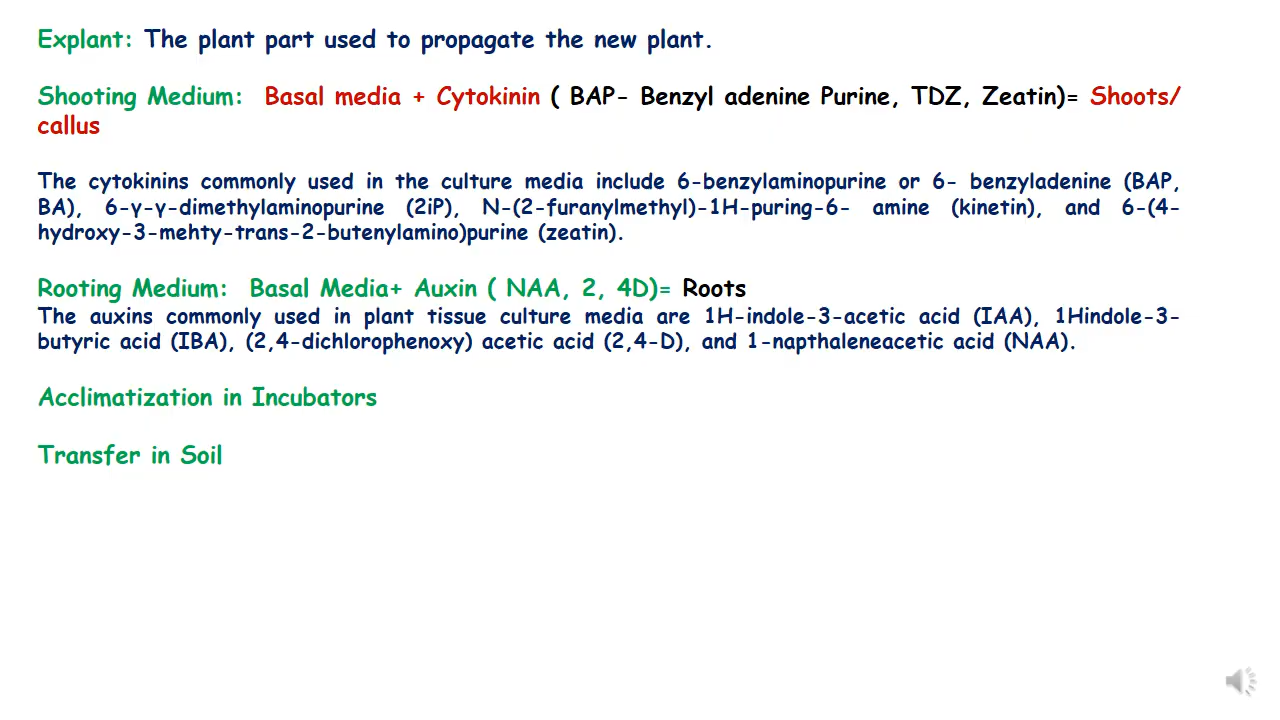 Explant: The plant part used to propagate the new plant.
Shooting Medium: Basal media + Cytokinin ( BAP- Benzyl adenine Purine, TDZ, Zeatin)= Shoots/
callus
The cytokinins commonly used in the culture media include 6-benzylaminopurine or 6- benzyladenine (BAP,
BA), 6-γ-γ-dimethylaminopurine (2iP), N-(2-furanylmethyl)-1H-puring-6- amine (kinetin), and 6-(4-
hydroxy-3-mehty-trans-2-butenylamino)purine (zeatin).
Rooting Medium: Basal Media+ Auxin ( NAA, 2, 4D)= Roots
The auxins commonly used in plant tissue culture media are 1H-indole-3-acetic acid (IAA), 1Hindole-3-
butyric acid (IBA), (2,4-dichlorophenoxy) acetic acid (2,4-D), and 1-napthaleneacetic acid (NAA).
Acclimatization in Incubators
Transfer in Soil